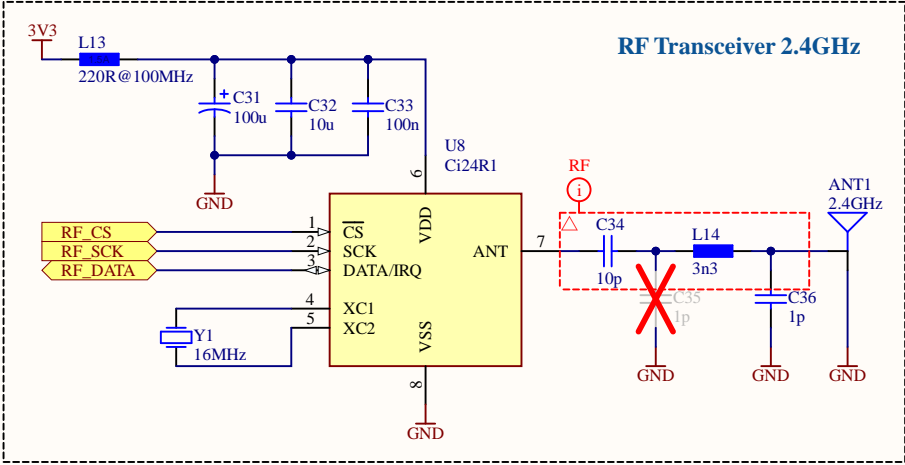 3V3
L13
220R@100MHz
RF Transceiver 2.4GHz
C31
100u
C32
10u
C33
100n
GND
U8
Ci24R1
6
VDD
RF_CS
RF_SCK
RF_DATA
1
2
3
CS
SCK
DATA/IRQ
4
5
XC1
XC2
Y1
16MHz
VSS
8
GND
ANT
7
RF
i
C34
10p
L14
3n3
C35
1p
GND
C36
1p
GND
ANT1
2.4GHz
GND